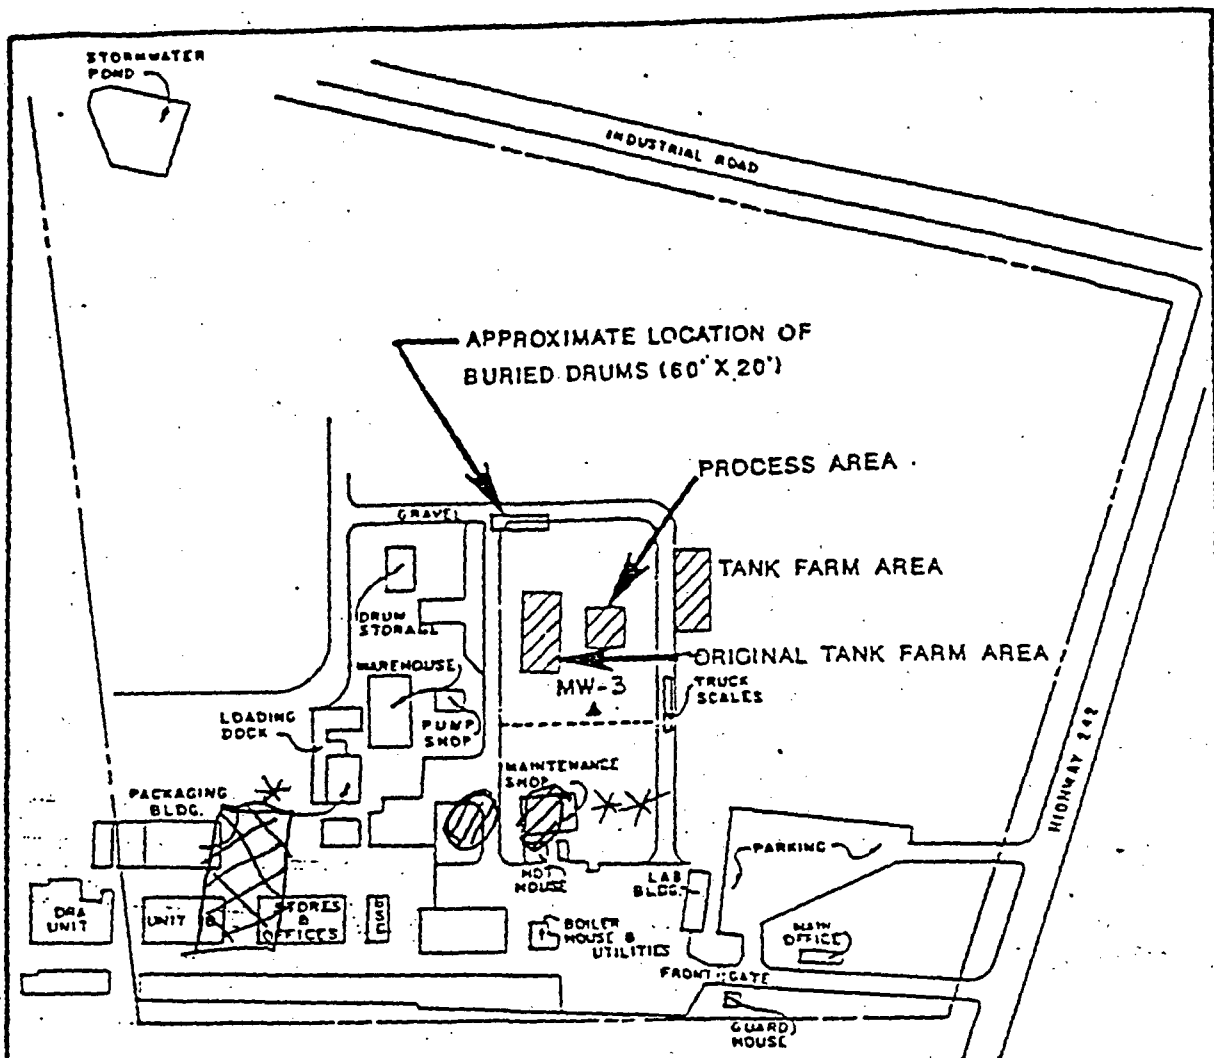 STORMWATER
POND
INDUSTRIAL ROAD
APPROXIMATE LOCATION OF
BURIED DRUMS (60' X 20')
PROCESS AREA
GRAVEL
TANK FARM AREA
DRUM
STORAGE
ORIGINAL TANK FARM AREA
WAREHOUSE
MW-3
TRUCK
SCALES
LOADING
DOCK
PUMP
SHOP
HIGHWAY 242
MAINTENANCE
SHOP
PACKAGING
BLDG.
PARKING
HOT
HOUSE
LAB
BLDG.
DRA
UNIT
UNIT
STORES
&
OFFICES
BOILER
HOUSE &
UTILITIES
MAIN
OFFICE
FRONT GATE
GUARD
HOUSE